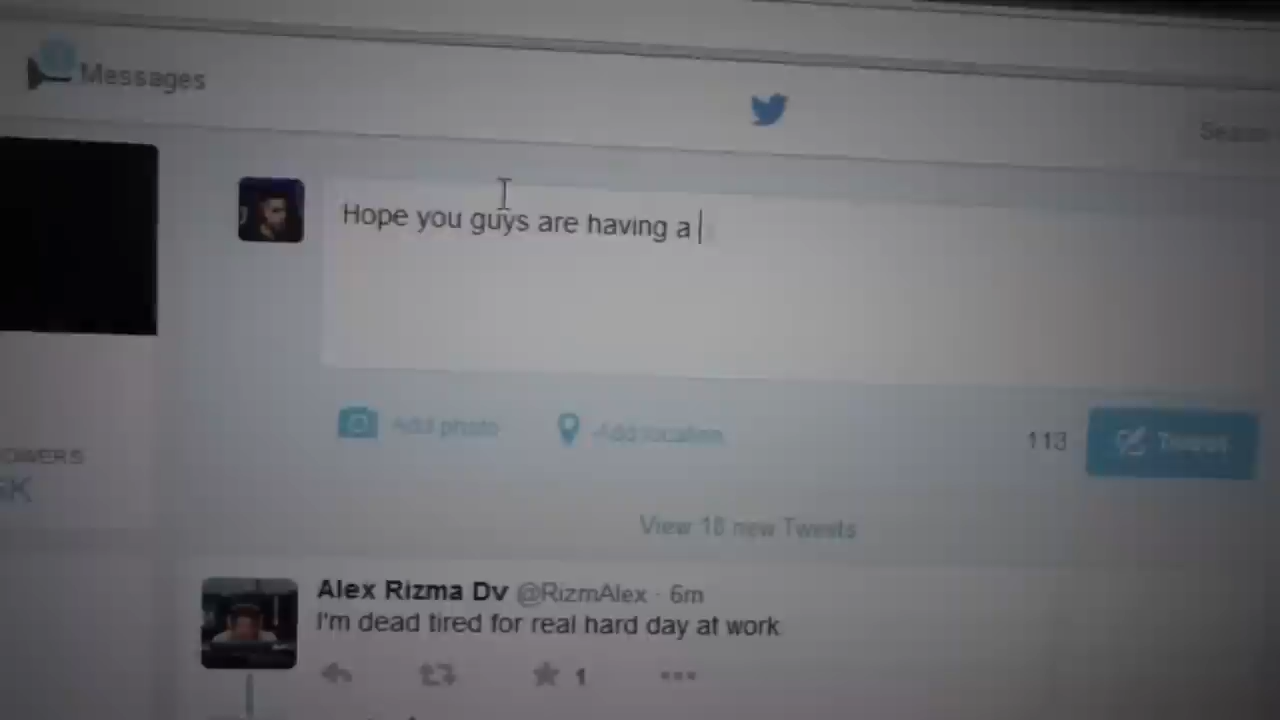 Messages
Hope you guys are having a
Add photo
Add location
113
Tweet
OWERS
K
View 18 new Tweets
Alex Rizma Dv @RizmAlex · 6m
I'm dead tired for real hard day at work
1